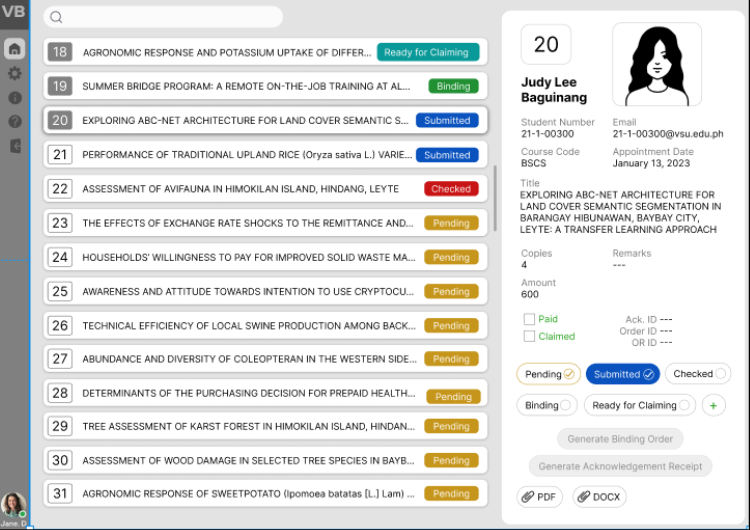 VB
18 AGRONOMIC RESPONSE AND POTASSIUM UPTAKE OF DIFFER... Ready for Claiming
19 SUMMER BRIDGE PROGRAM: A REMOTE ON-THE-JOB TRAINING AT AL... Binding
20 EXPLORING ABC-NET ARCHITECTURE FOR LAND COVER SEMANTIC S... Submitted
21 PERFORMANCE OF TRADITIONAL UPLAND RICE (Oryza sativa L.) VARIE... Submitted
22 ASSESSMENT OF AVIFAUNA IN HIMOKILAN ISLAND, HINDANG, LEYTE Checked
23 THE EFFECTS OF EXCHANGE RATE SHOCKS TO THE REMITTANCE AND... Pending
24 HOUSEHOLDS' WILLINGNESS TO PAY FOR IMPROVED SOLID WASTE MA... Pending
25 AWARENESS AND ATTITUDE TOWARDS INTENTION TO USE CRYPTOCU... Pending
26 TECHNICAL EFFICIENCY OF LOCAL SWINE PRODUCTION AMONG BACK... Pending
27 ABUNDANCE AND DIVERSITY OF COLEOPTERAN IN THE WESTERN SIDE... Pending
28 DETERMINANTS OF THE PURCHASING DECISION FOR PREPAID HEALTH... Pending
29 TREE ASSESSMENT OF KARST FOREST IN HIMOKILAN ISLAND, HINDAN... Pending
30 ASSESSMENT OF WOOD DAMAGE IN SELECTED TREE SPECIES IN BAYB... Pending
31 AGRONOMIC RESPONSE OF SWEETPOTATO (Ipomoea batatas [L.] Lam) ... Pending
Jane. D
20
Judy Lee
Baguinang
Student Number Email
21-1-00300 21-1-00300@vsu.edu.ph
Course Code Appointment Date
BSCS January 13, 2023
Title
EXPLORING ABC-NET ARCHITECTURE FOR
LAND COVER SEMANTIC SEGMENTATION IN
BARANGAY HIBUNAWAN, BAYBAY CITY,
LEYTE: A TRANSFER LEARNING APPROACH
Copies Remarks
4 ---
Amount
600
Paid Ack. ID ---
Order ID ---
Claimed OR ID ---
Pending Submitted Checked
Binding Ready for Claiming +
Generate Binding Order
Generate Acknowledgement Receipt
PDF DOCX